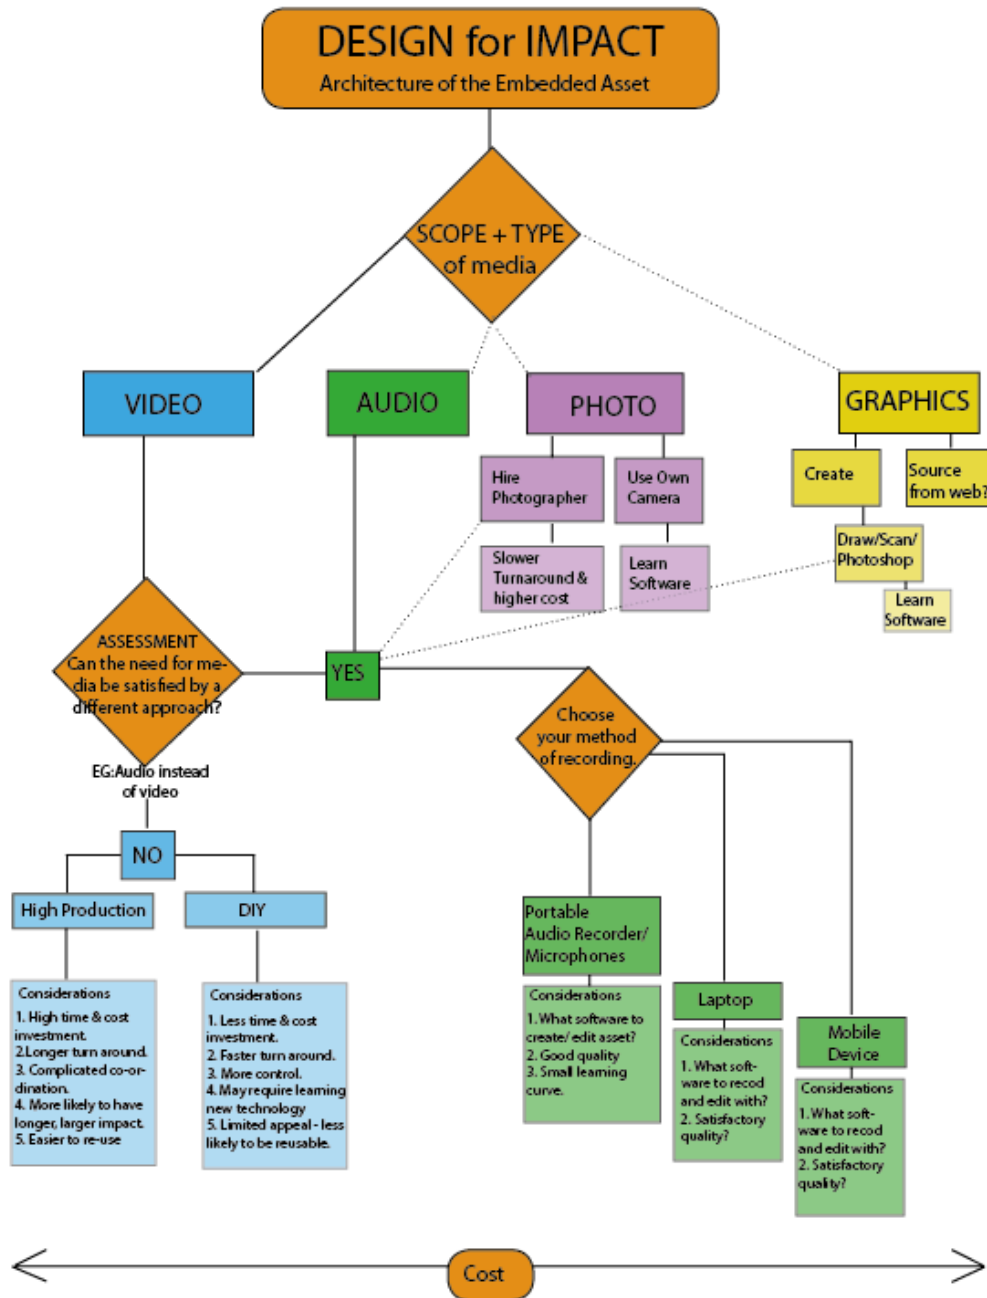 DESIGN for IMPACT
Architecture of the Embedded Asset
SCOPE + TYPE
of media
VIDEO
AUDIO
PHOTO
GRAPHICS
Hire
Photographer
Use Own
Camera
Create
Source
from web?
Slower
Turnaround &
higher cost
Learn
Software
Draw/Scan/
Photoshop
Learn
Software
ASSESSMENT
Can the need for me-
dia be satisfied by a
different approach?
YES
EG:Audio instead
of video
Choose
your method
of recording.
NO
High Production
DIY
Considerations
1. High time & cost
investment.
2.Longer turn around.
3. Complicated co-or-
dination.
4. More likely to have
longer, larger impact.
5. Easier to re-use
Considerations
1. Less time & cost
investment.
2. Faster turn around.
3. More control.
4. May require learning
new technology
5. Limited appeal - less
likely to be reusable.
Portable
Audio Recorder/
Microphones
Considerations
1. What software to
create/ edit asset?
2. Good quality
3. Small learning
curve.
Laptop
Considerations
1. What soft-
ware to recod
and edit with?
2. Satisfactory
quality?
Mobile
Device
Considerations
1. What soft-
ware to recod
and edit with?
2. Satisfactory
quality?
Cost